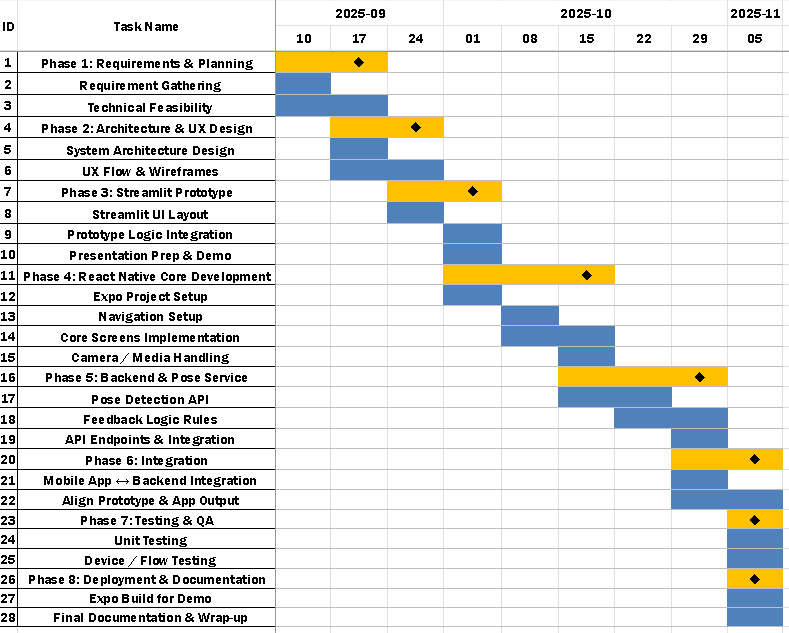 ID Task Name 2025-09 2025-10 2025-11
10 17 24 01 08 15 22 29 05
1 Phase 1: Requirements & Planning
2 Requirement Gathering
3 Technical Feasibility
4 Phase 2: Architecture & UX Design
5 System Architecture Design
6 UX Flow & Wireframes
7 Phase 3: Streamlit Prototype
8 Streamlit UI Layout
9 Prototype Logic Integration
10 Presentation Prep & Demo
11 Phase 4: React Native Core Development
12 Expo Project Setup
13 Navigation Setup
14 Core Screens Implementation
15 Camera / Media Handling
16 Phase 5: Backend & Pose Service
17 Pose Detection API
18 Feedback Logic Rules
19 API Endpoints & Integration
20 Phase 6: Integration
21 Mobile App ↔ Backend Integration
22 Align Prototype & App Output
23 Phase 7: Testing & QA
24 Unit Testing
25 Device / Flow Testing
26 Phase 8: Deployment & Documentation
27 Expo Build for Demo
28 Final Documentation & Wrap-up